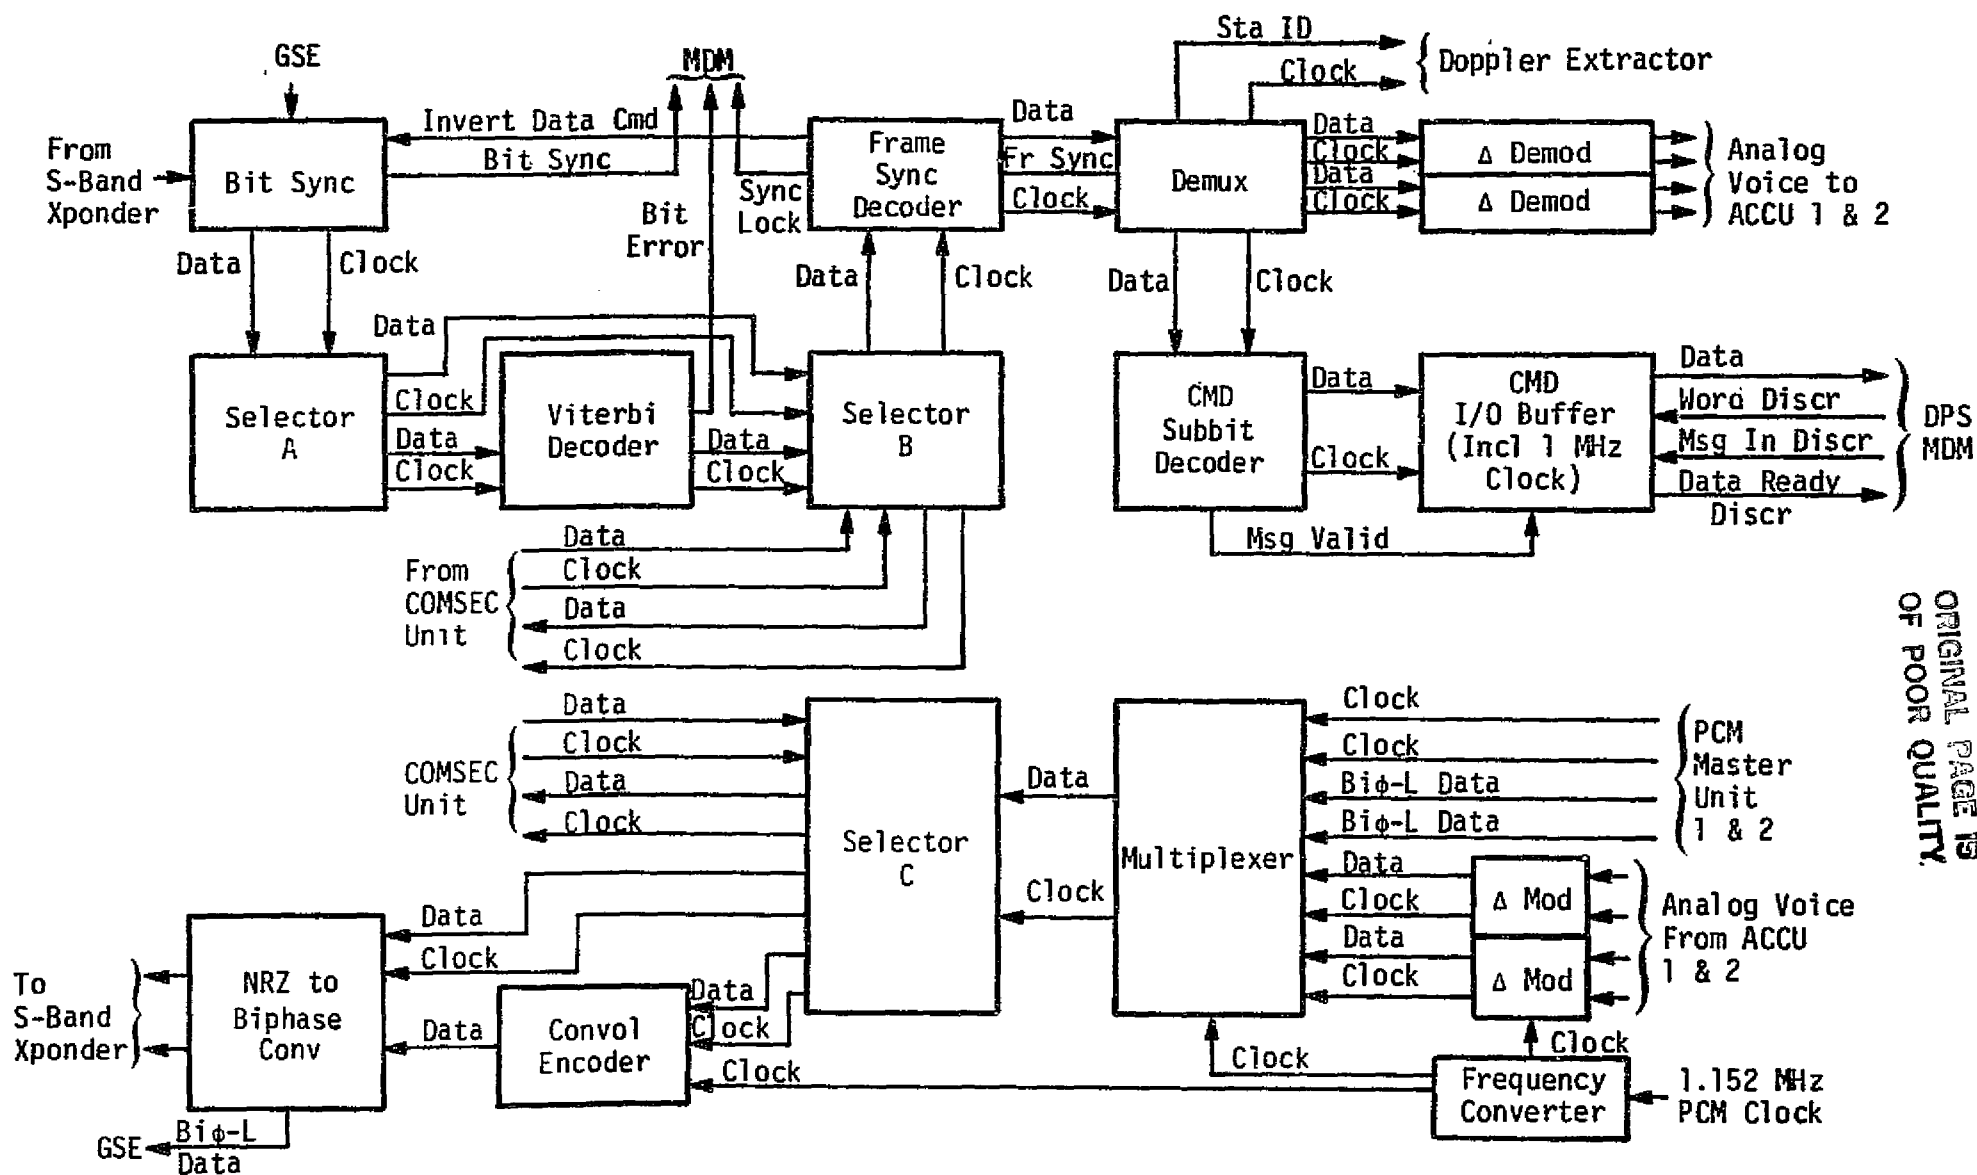 GSE
MDM
Sta ID
Clock
Doppler Extractor
From
S-Band
Xponder
Bit Sync
Invert Data Cmd
Bit Sync
Bit
Error
Sync
Lock
Frame
Sync
Decoder
Data
Fr Sync
Clock
Demux
Data
Clock
Data
Clock
Δ Demod
Δ Demod
Analog
Voice to
ACCU 1 & 2
Data
Clock
Data
Clock
Data
Clock
Selector
A
Data
Clock
Data
Clock
Viterbi
Decoder
Data
Clock
Selector
B
CMD
Subbit
Decoder
Data
Clock
CMD
I/O Buffer
(Incl 1 MHz
Clock)
Data
Word Discr
Msg In Discr
Data Ready
Discr
DPS
MDM
Msg Valid
From
COMSEC
Unit
Data
Clock
Data
Clock
COMSEC
Unit
Data
Clock
Data
Clock
Selector
C
Data
Clock
Multiplexer
Clock
Clock
Biφ-L Data
Biφ-L Data
PCM
Master
Unit
1 & 2
Data
Clock
Data
Clock
Δ Mod
Δ Mod
Analog Voice
From ACCU
1 & 2
To
S-Band
Xponder
NRZ to
Biphase
Conv
Data
Clock
Data
Convol
Encoder
Data
Clock
Clock
Clock
Clock
Frequency
Converter
1.152 MHz
PCM Clock
GSE
Biφ-L
Data
ORIGINAL PAGE IS
OF POOR QUALITY